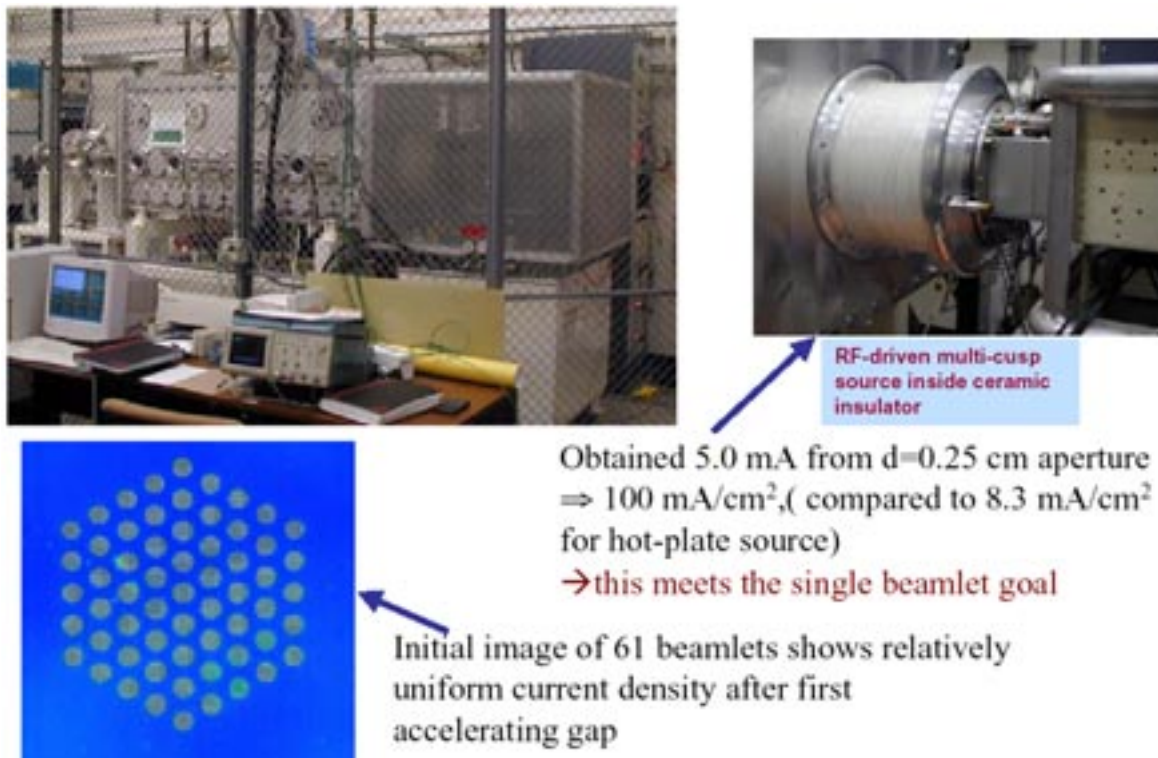 RF-driven multi-cusp
source inside ceramic
insulator
Obtained 5.0 mA from d=0.25 cm aperture
⇒ 100 mA/cm²,( compared to 8.3 mA/cm²
for hot-plate source)
→this meets the single beamlet goal
Initial image of 61 beamlets shows relatively
uniform current density after first
accelerating gap